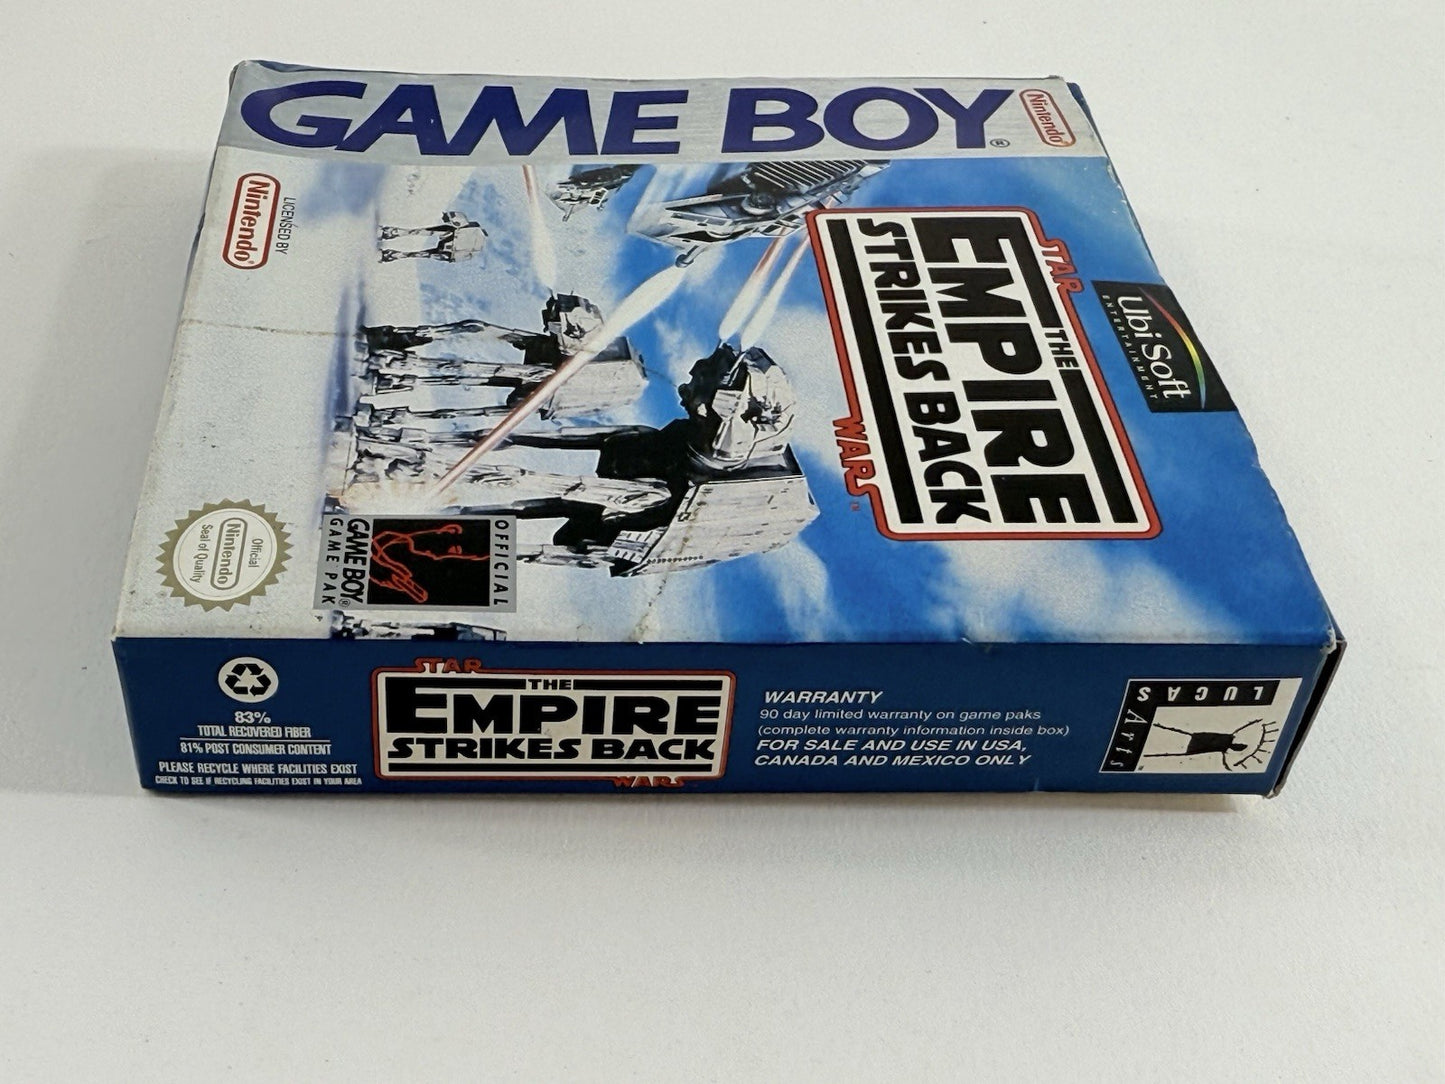 GAME BOY®
Nintendo®
LICENSED BY
Nintendo®
Ubi Soft
ENTERTAINMENT
STAR
THE
EMPIRE
STRIKES BACK
WARS™
Official
Nintendo®
Seal of Quality
OFFICIAL
GAME BOY®
GAME PAK
83%
TOTAL RECOVERED FIBER
81% POST CONSUMER CONTENT
PLEASE RECYCLE WHERE FACILITIES EXIST
CHECK TO SEE IF RECYCLING FACILITIES EXIST IN YOUR AREA
STAR
THE
EMPIRE
STRIKES BACK
WARS
WARRANTY
90 day limited warranty on game paks
(complete warranty information inside box)
FOR SALE AND USE IN USA,
CANADA AND MEXICO ONLY
LUCAS
Arts™